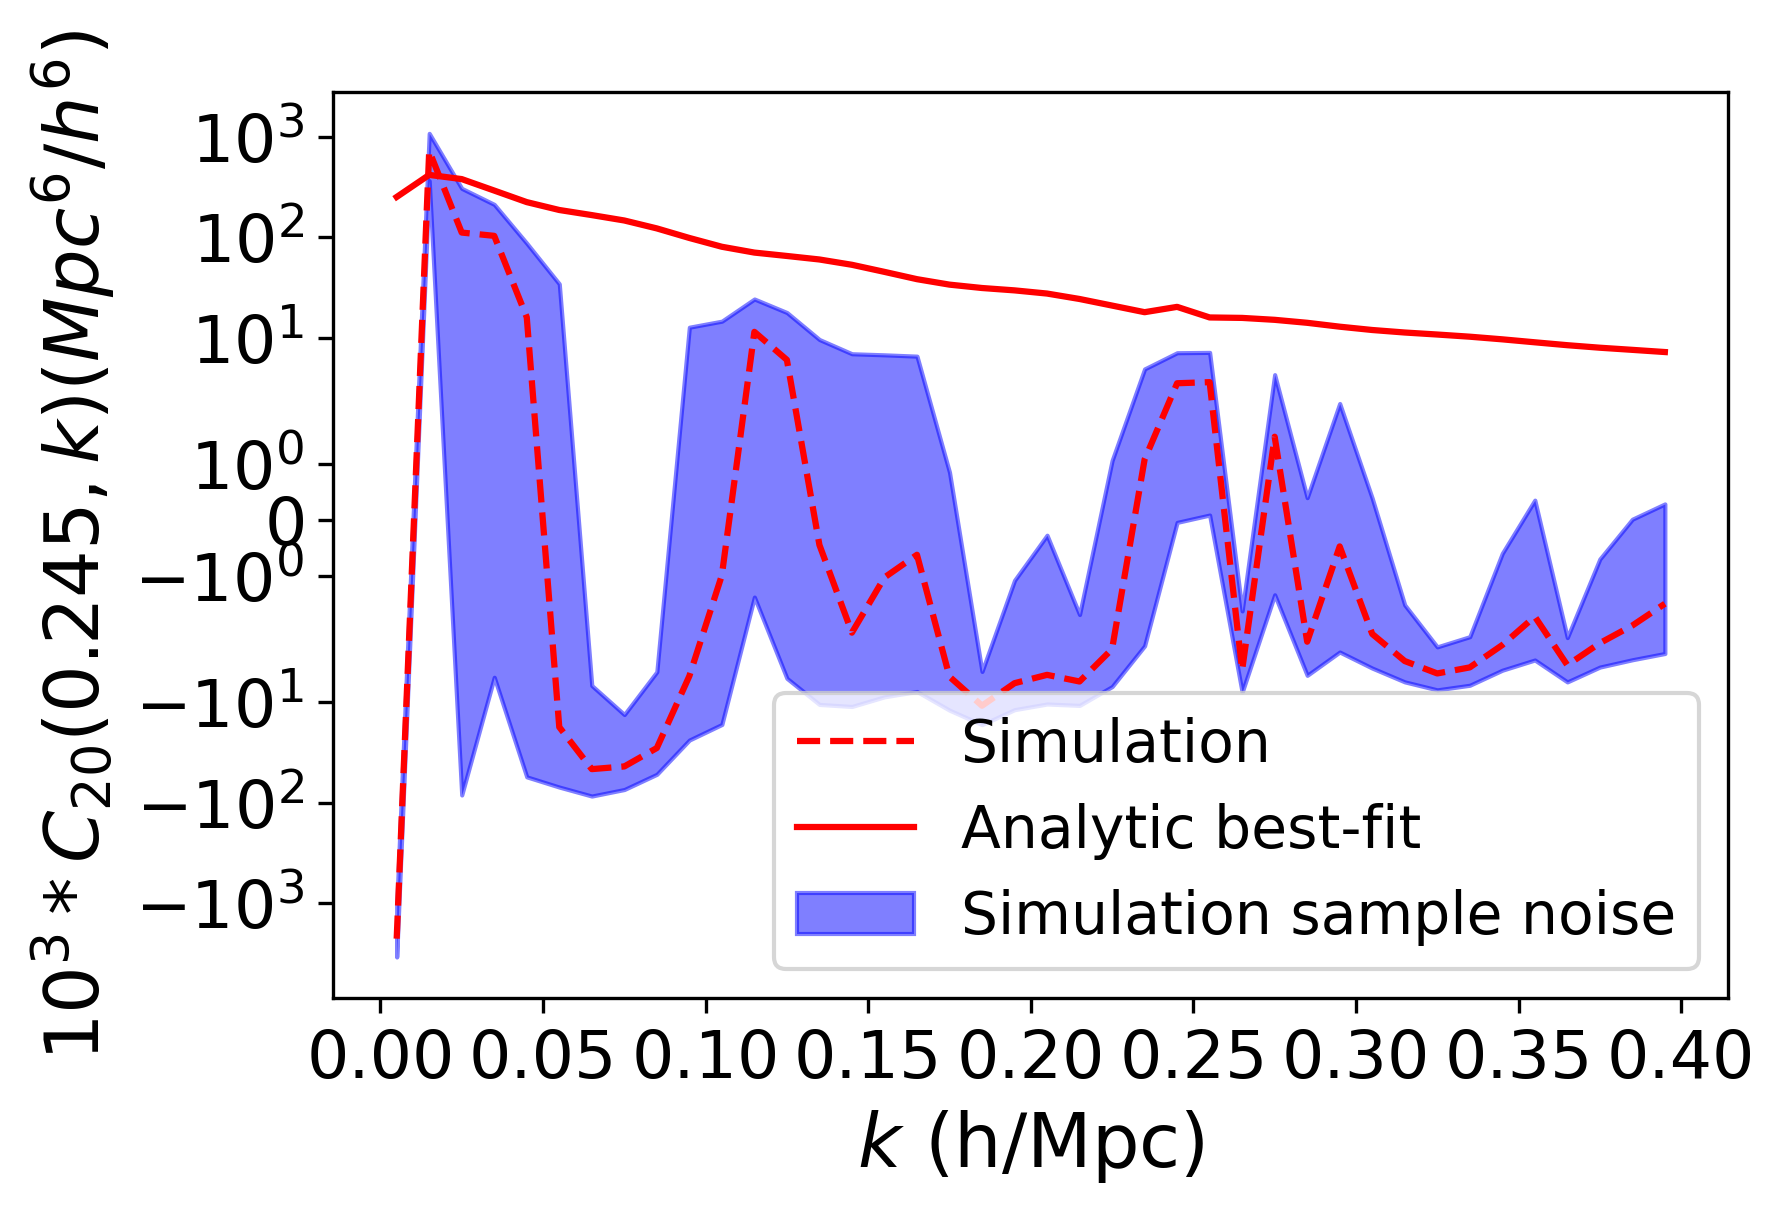 10³ * C₂₀(0.245, k)(Mpc⁶/h⁶)
10³
10²
10¹
10⁰
0
−10⁰
−10¹
−10²
−10³
Simulation
Analytic best-fit
Simulation sample noise
0.00 0.05 0.10 0.15 0.20 0.25 0.30 0.35 0.40
k (h/Mpc)